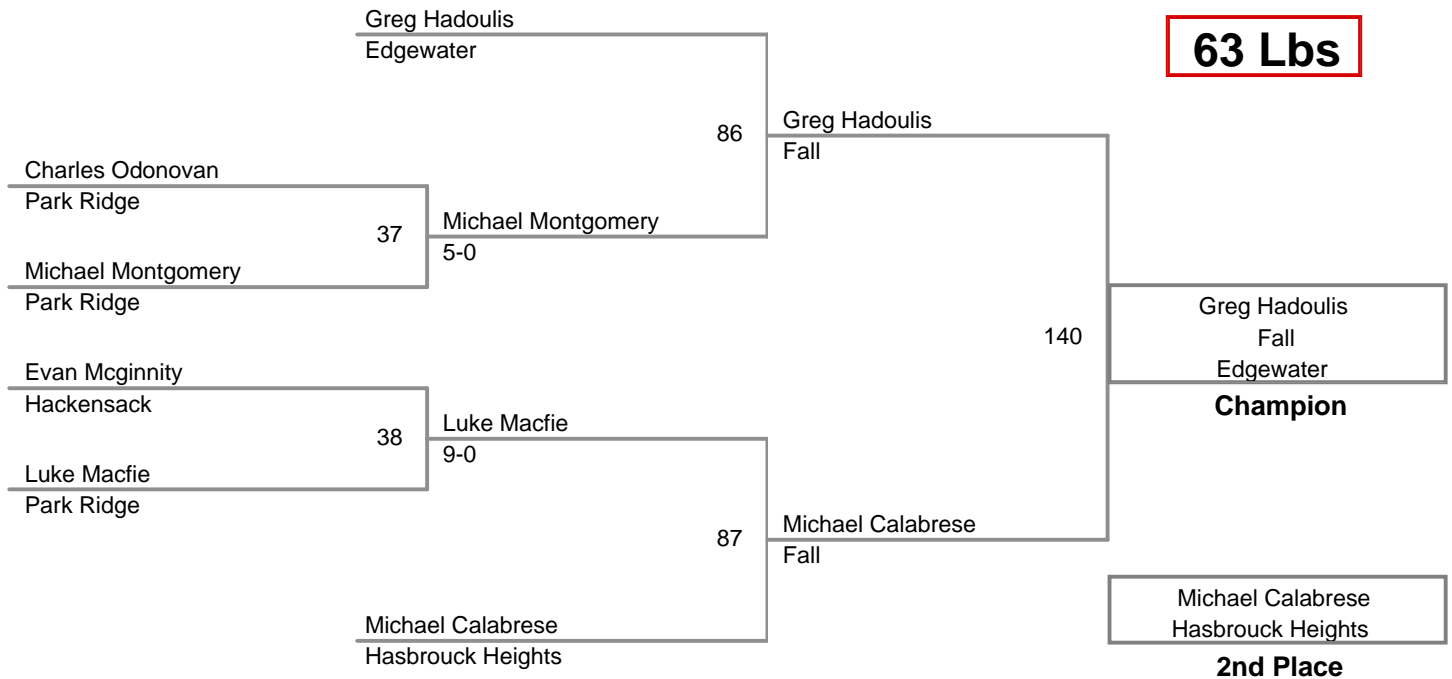 Greg Hadoulis
Edgewater
63 Lbs
86
Greg Hadoulis
Fall
Charles Odonovan
Park Ridge
37
Michael Montgomery
5-0
Michael Montgomery
Park Ridge
140
Greg Hadoulis
Fall
Edgewater
Champion
Evan Mcginnity
Hackensack
38
Luke Macfie
9-0
Luke Macfie
Park Ridge
87
Michael Calabrese
Fall
Michael Calabrese
Hasbrouck Heights
Michael Calabrese
Hasbrouck Heights
2nd Place